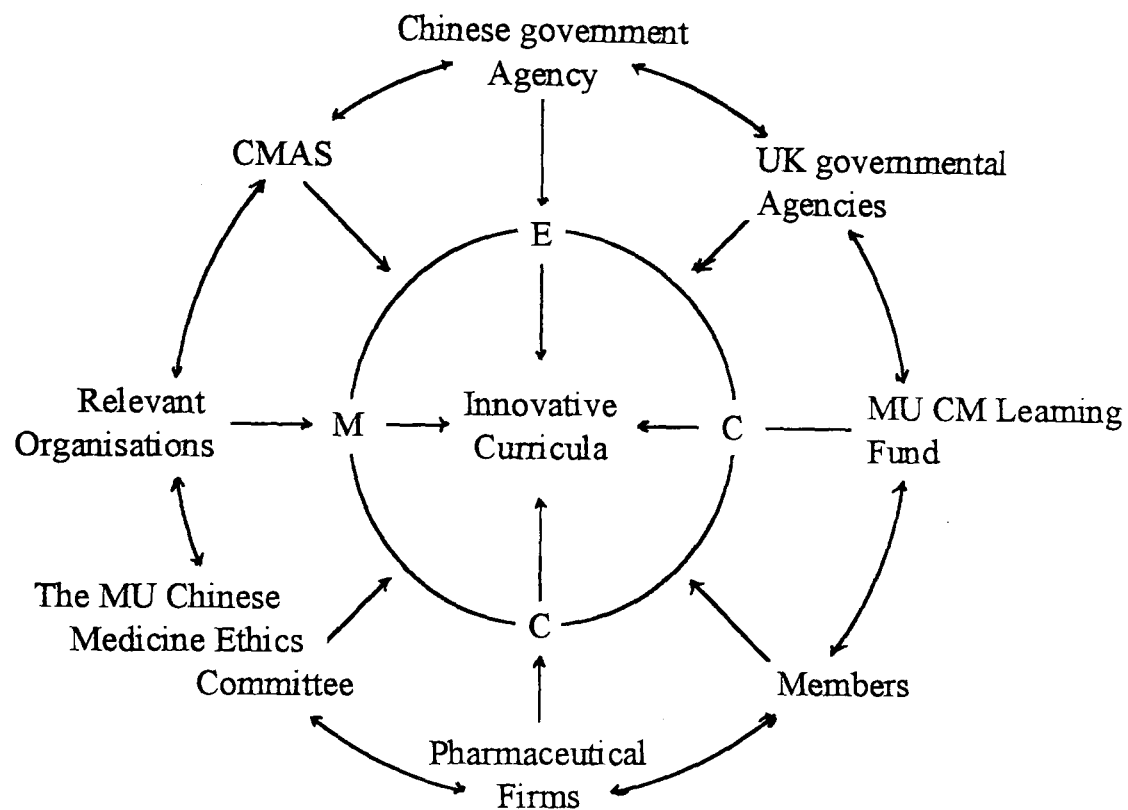 Chinese government
Agency
CMAS
UK governmental
Agencies
E
Relevant
Organisations
M
Innovative
Curricula
C
MU CM Learning
Fund
The MU Chinese
Medicine Ethics
Committee
C
Members
Pharmaceutical
Firms